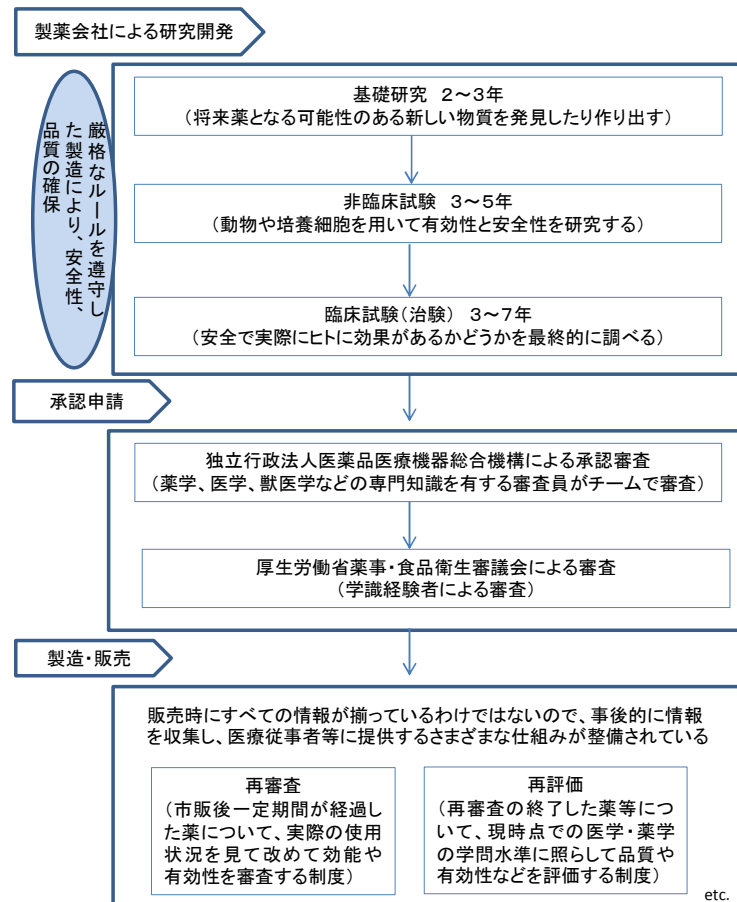 製薬会社による研究開発
厳格なルールを遵守し
た製造により、安全性、
品質の確保
基礎研究 2～3年
(将来薬となる可能性のある新しい物質を発見したり作り出す)
非臨床試験 3～5年
(動物や培養細胞を用いて有効性と安全性を研究する)
臨床試験(治験) 3～7年
(安全で実際にヒトに効果があるかどうかを最終的に調べる)
承認申請
独立行政法人医薬品医療機器総合機構による承認審査
(薬学、医学、獣医学などの専門知識を有する審査員がチームで審査)
厚生労働省薬事・食品衛生審議会による審査
(学識経験者による審査)
製造・販売
販売時にすべての情報が揃っているわけではないので、事後的に情報
を収集し、医療従事者等に提供するさまざまな仕組みが整備されている
再審査
(市販後一定期間が経過し
た薬について、実際の使用
状況を見て改めて効能や
有効性を審査する制度)
再評価
(再審査の終了した薬等につ
いて、現時点での医学・薬学
の学問水準に照らして品質や
有効性などを評価する制度)
etc.